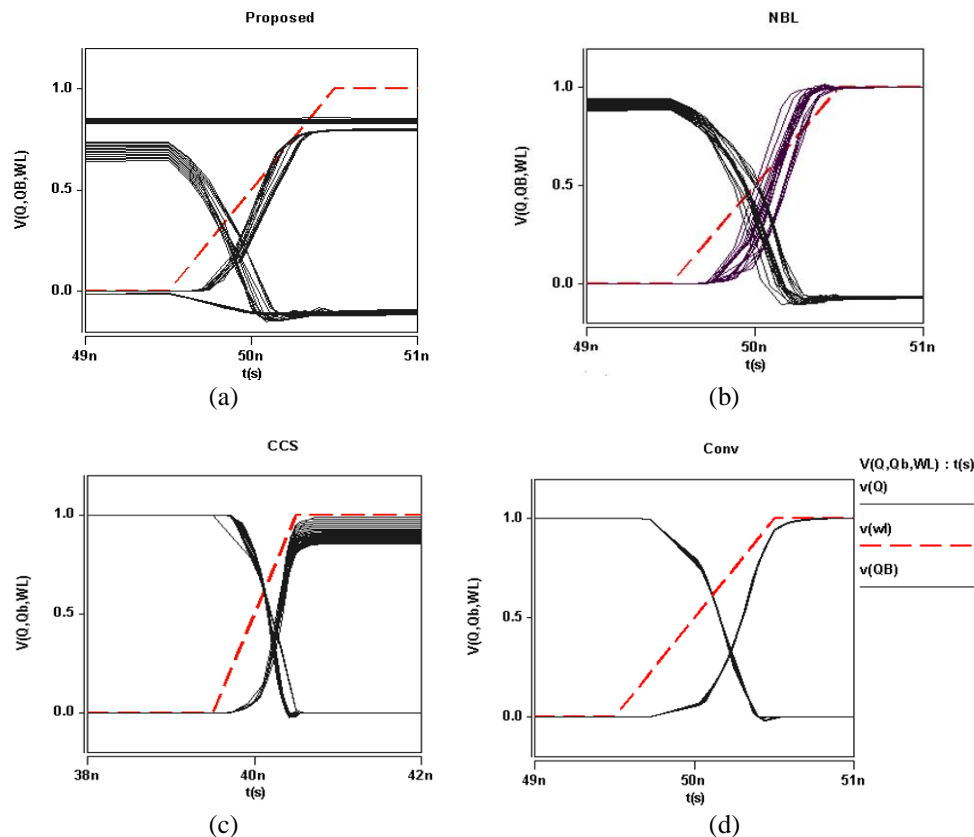 Proposed
V(Q,QB,WL)
1.0
0.5
0.0
49n
50n
51n
t(s)
(a)
NBL
V(Q,QB,WL)
1.0
0.5
0.0
49n
50n
51n
t(s)
(b)
CCS
V(Q,Qb,WL)
1.0
0.5
0.0
38n
40n
42n
t(s)
(c)
Conv
V(Q,Qb,WL)
1.0
0.5
0.0
49n
50n
51n
t(s)
(d)
V(Q,Qb,WL) : t(s)
v(Q)
v(wl)
v(QB)